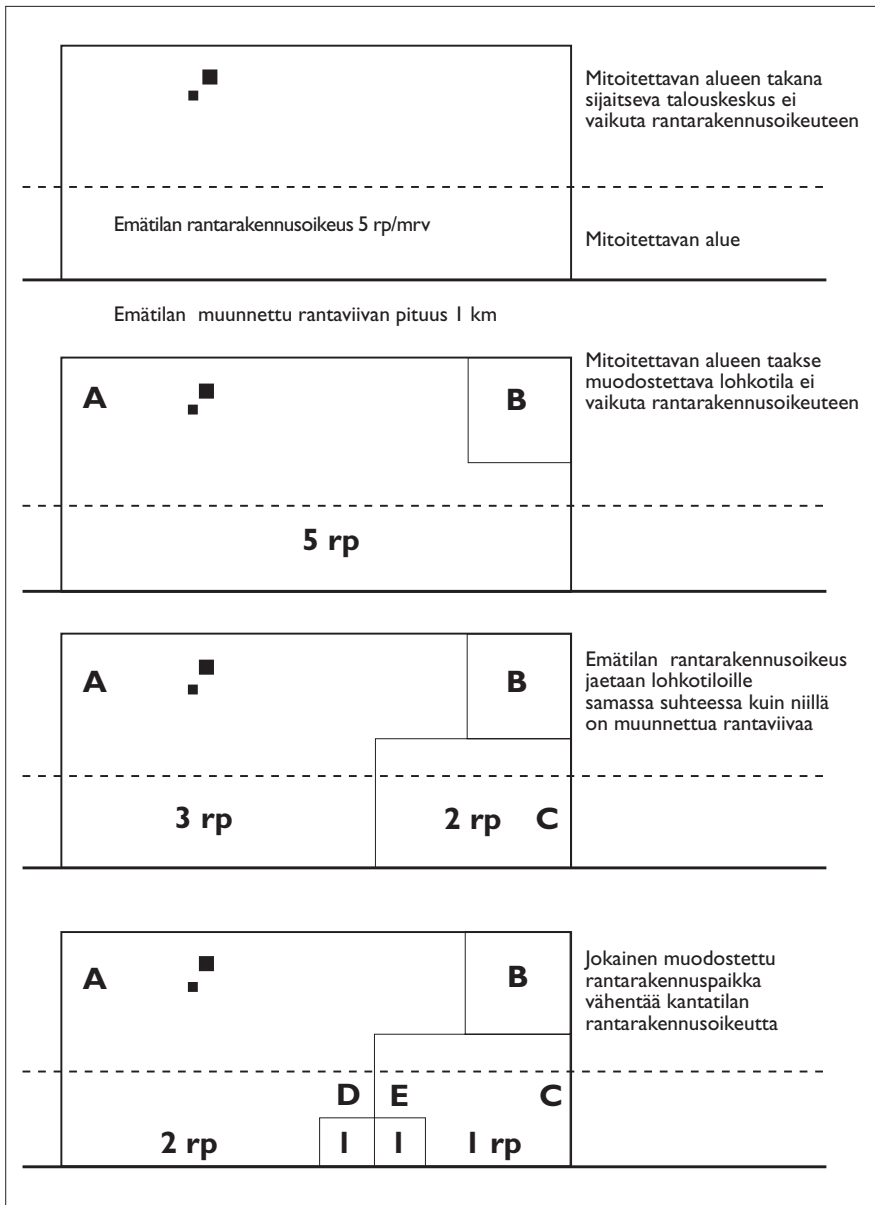 Mitoitettavan alueen takana
sijaitseva talouskeskus ei
vaikuta rantarakennusoikeuteen
Emätilan rantarakennusoikeus 5 rp/mrv
Mitoitettavan alue
Emätilan muunnettu rantaviivan pituus 1 km
Mitoitettavan alueen taakse
muodostettava lohkotila ei
vaikuta rantarakennusoikeuteen
A
B
5 rp
Emätilan rantarakennusoikeus
jaetaan lohkotiloille
samassa suhteessa kuin niillä
on muunnettua rantaviivaa
A
B
3 rp
2 rp
C
Jokainen muodostettu
rantarakennuspaikka
vähentää kantatilan
rantarakennusoikeutta
A
B
D
E
C
2 rp
1
1
1 rp